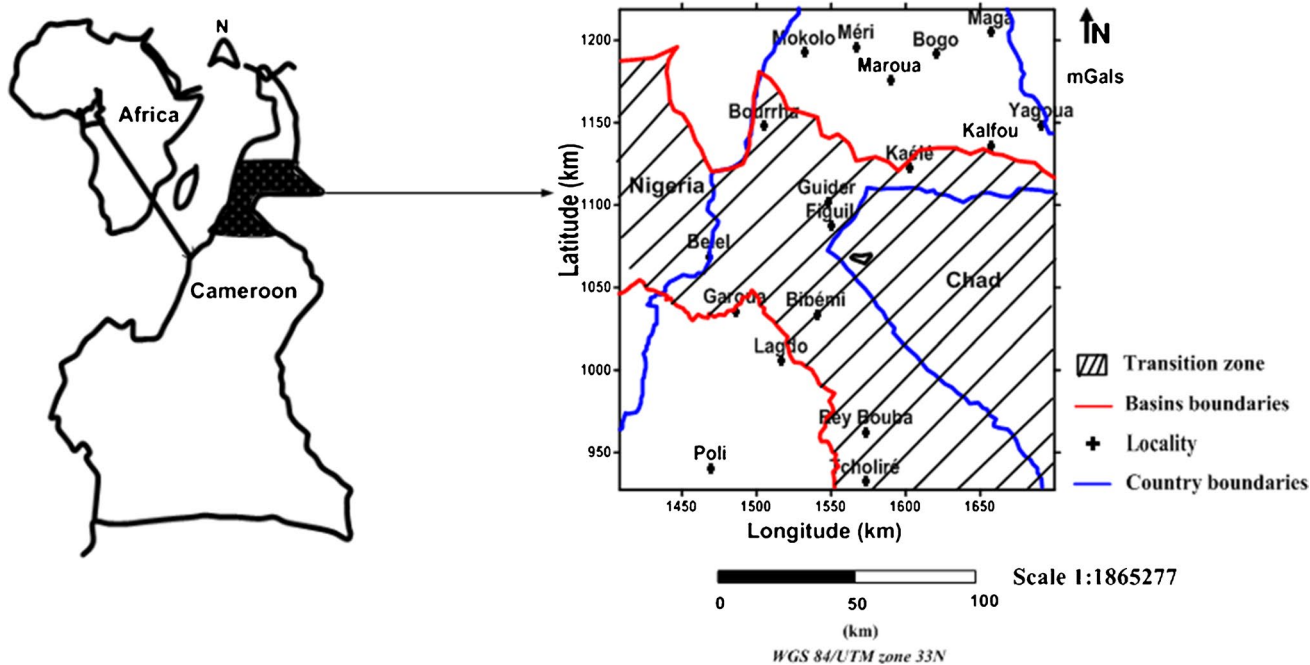 N
Africa
Cameroon
1200
1150
1100
1050
1000
950
Latitude (km)
Mokolo
Méri
Maroua
Bogo
Maga
Yagoua
Bourrha
Kalfou
Kaélé
Nigeria
Guider
Figuil
Belel
Chad
Garoua
Bibémi
Lagdo
Rey Bouba
Poli
Tcholiré
1450
1500
1550
1600
1650
Longitude (km)
N
mGals
Transition zone
Basins boundaries
Locality
Country boundaries
Scale 1:1865277
0
50
100
(km)
WGS 84/UTM zone 33N